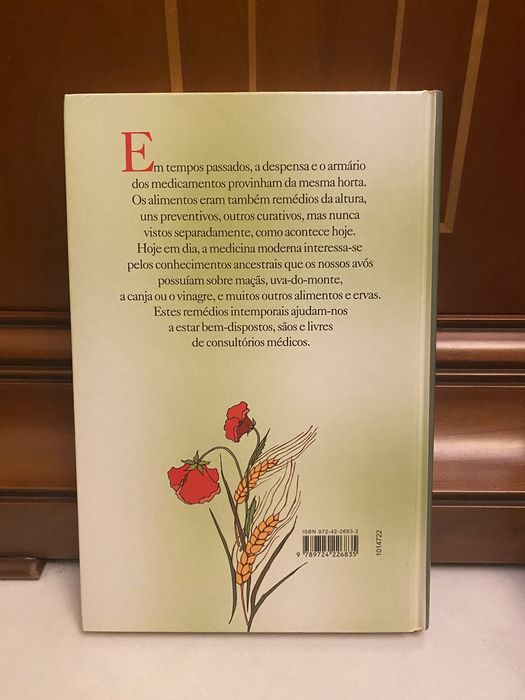 Em tempos passados, a despensa e o armário
dos medicamentos provinham da mesma horta.
Os alimentos eram também remédios da altura,
uns preventivos, outros curativos, mas nunca
vistos separadamente, como acontece hoje.
Hoje em dia, a medicina moderna interessa-se
pelos conhecimentos ancestrais que os nossos avós
possuíam sobre maçãs, uva-do-monte,
a canja ou o vinagre, e muitos outros alimentos e ervas.
Estes remédios intemporais ajudam-nos
a estar bem-dispostos, sãos e livres
de consultórios médicos.
ISBN 972-42-2683-2
9 789724 226835
1014722